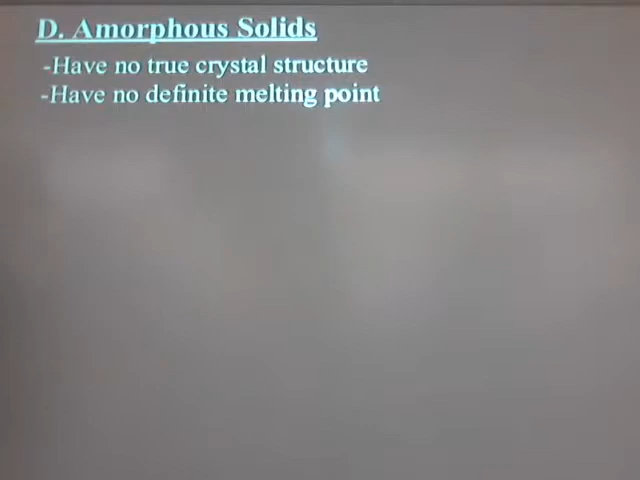 D. Amorphous Solids
-Have no true crystal structure
-Have no definite melting point